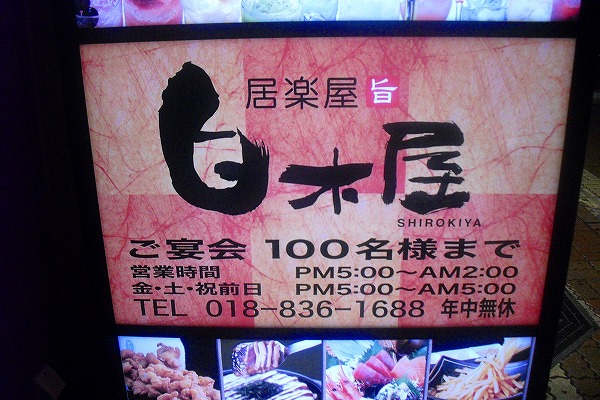 居楽屋 旨
白木屋
SHIROKIYA
ご宴会 100名様まで
営業時間 PM5:00〜AM2:00
金・土・祝前日 PM5:00〜AM5:00
TEL 018-836-1688 年中無休